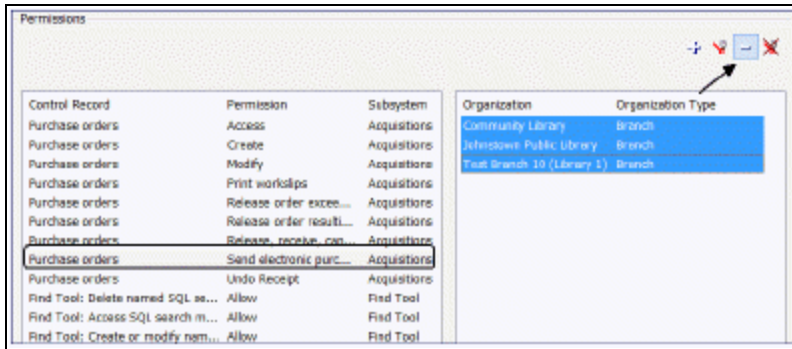 Permissions
Control Record Permission Subsystem Organization Organization Type
Purchase orders Access Acquisitions Community Library Branch
Purchase orders Create Acquisitions Johnstown Public Library Branch
Purchase orders Modify Acquisitions Test Branch 10 (Library 1) Branch
Purchase orders Print workslips Acquisitions
Purchase orders Release order excee... Acquisitions
Purchase orders Release order resulti... Acquisitions
Purchase orders Release, receive, can... Acquisitions
Purchase orders Send electronic purc... Acquisitions
Purchase orders Undo Receipt Acquisitions
Find Tool: Delete named SQL se... Allow Find Tool
Find Tool: Access SQL search m... Allow Find Tool
Find Tool: Create or modify nam... Allow Find Tool